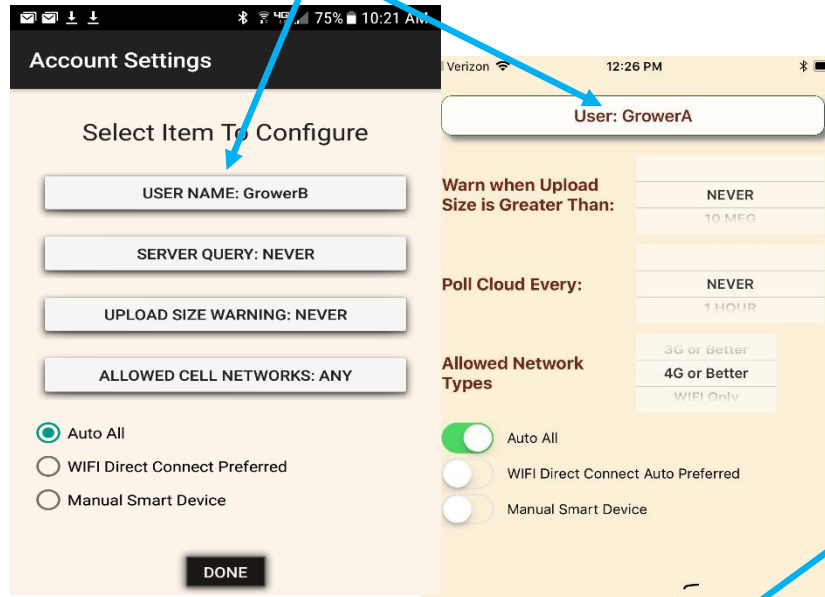 4G 75% 10:21 AM
Account Settings
Select Item To Configure
USER NAME: GrowerB
SERVER QUERY: NEVER
UPLOAD SIZE WARNING: NEVER
ALLOWED CELL NETWORKS: ANY
Auto All
WIFI Direct Connect Preferred
Manual Smart Device
DONE
Verizon 12:26 PM
User: GrowerA
Warn when Upload
Size is Greater Than:
NEVER
10 MEG
Poll Cloud Every:
NEVER
1 HOUR
Allowed Network
Types
3G or Better
4G or Better
WIFI Only
Auto All
WIFI Direct Connect Auto Preferred
Manual Smart Device